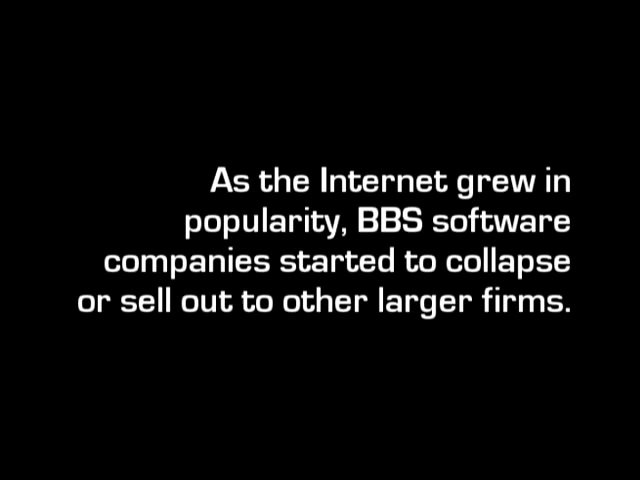 As the Internet grew in
popularity, BBS software
companies started to collapse
or sell out to other larger firms.